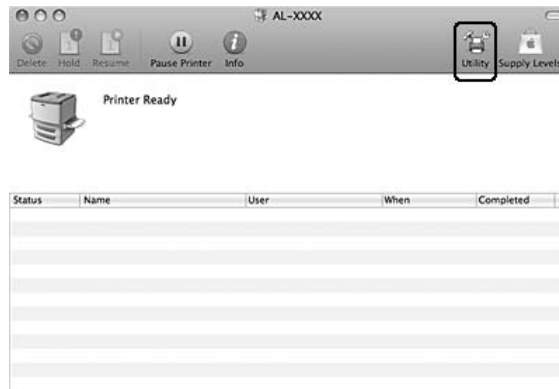 AL-XXXX
Delete Hold Resume Pause Printer Info Utility Supply Levels
Printer Ready
Status Name User When Completed